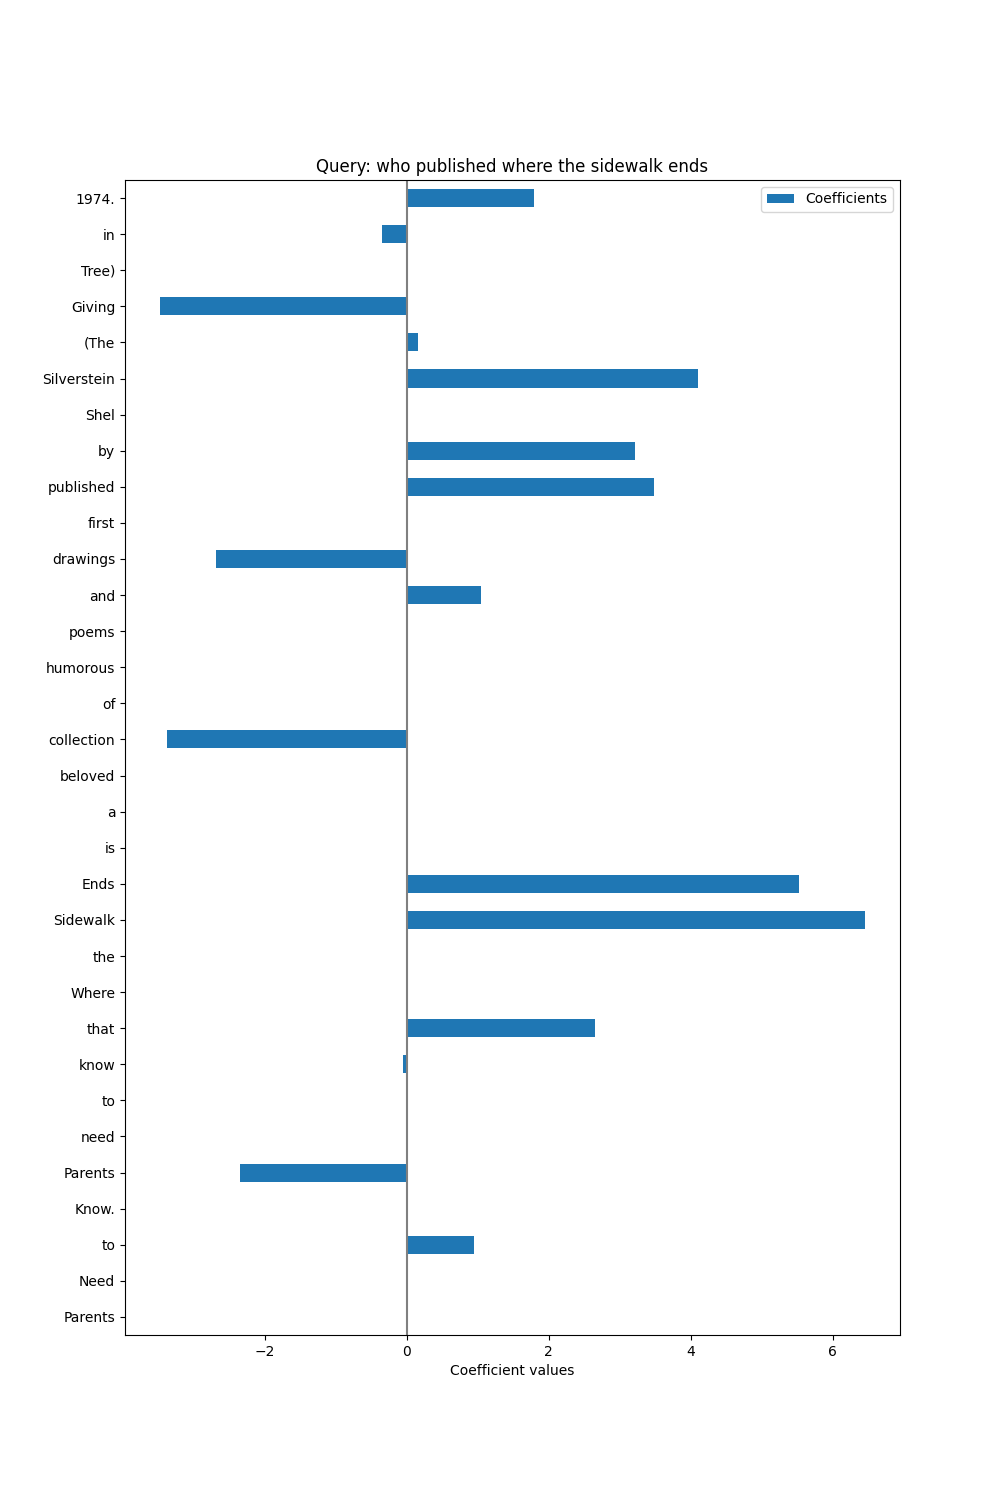 Query: who published where the sidewalk ends
Coefficients
1974.
in
Tree)
Giving
(The
Silverstein
Shel
by
published
first
drawings
and
poems
humorous
of
collection
beloved
a
is
Ends
Sidewalk
the
Where
that
know
to
need
Parents
Know.
to
Need
Parents
−2 0 2 4 6
Coefficient values